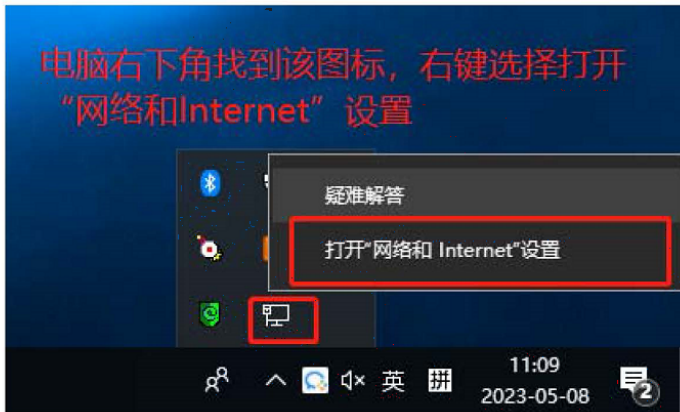 电脑右下角找到该图标，右键选择打开
“网络和Internet”设置
疑难解答
打开“网络和 Internet”设置
英 拼 11:09
2023-05-08
2